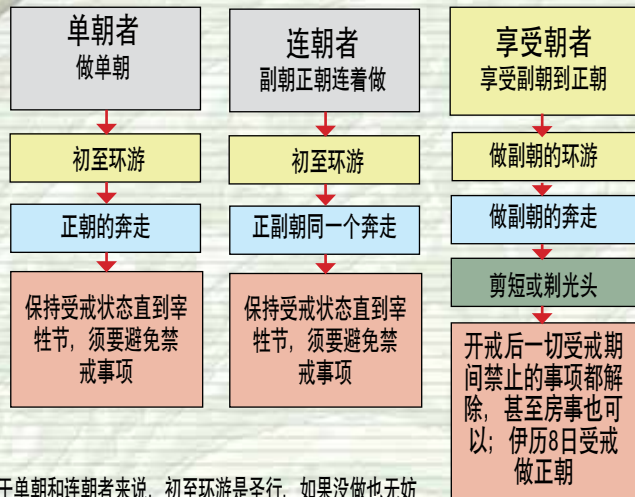 单朝者
做单朝
初至环游
正朝的奔走
保持受戒状态直到宰
牲节，须要避免禁
戒事项
连朝者
副朝正朝连着做
初至环游
正副朝同一个奔走
保持受戒状态直到宰
牲节，须要避免禁
戒事项
享受朝者
享受副朝到正朝
做副朝的环游
做副朝的奔走
剪短或剃光头
开戒后一切受戒期
间禁止的事项都解
除，甚至房事也可
以；伊历8日受戒
做正朝
于单朝和连朝者来说，初至环游是圣行，如果没做也无妨